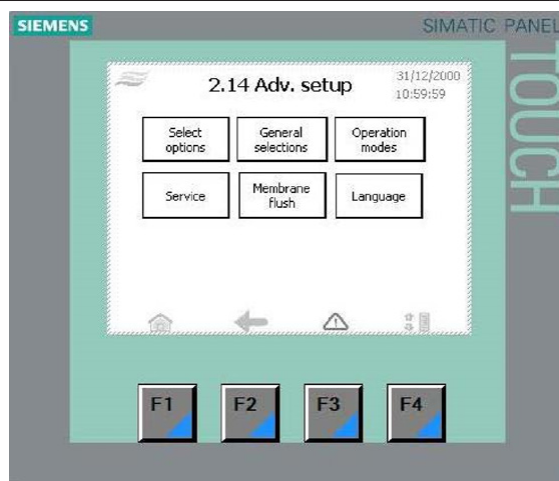 SIEMENS
SIMATIC PANEL
TOUCH
2.14 Adv. setup
31/12/2000
10:59:59
Select
options
General
selections
Operation
modes
Service
Membrane
flush
Language
F1 F2 F3 F4